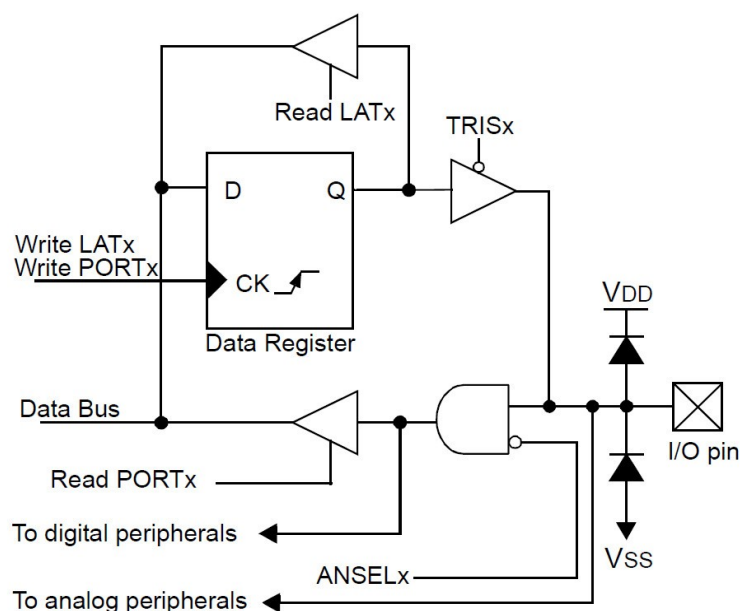 Read LATx
TRISx
D
Q
Write LATx
Write PORTx
CK
VDD
Data Register
Data Bus
I/O pin
Read PORTx
To digital peripherals
VSS
ANSELx
To analog peripherals